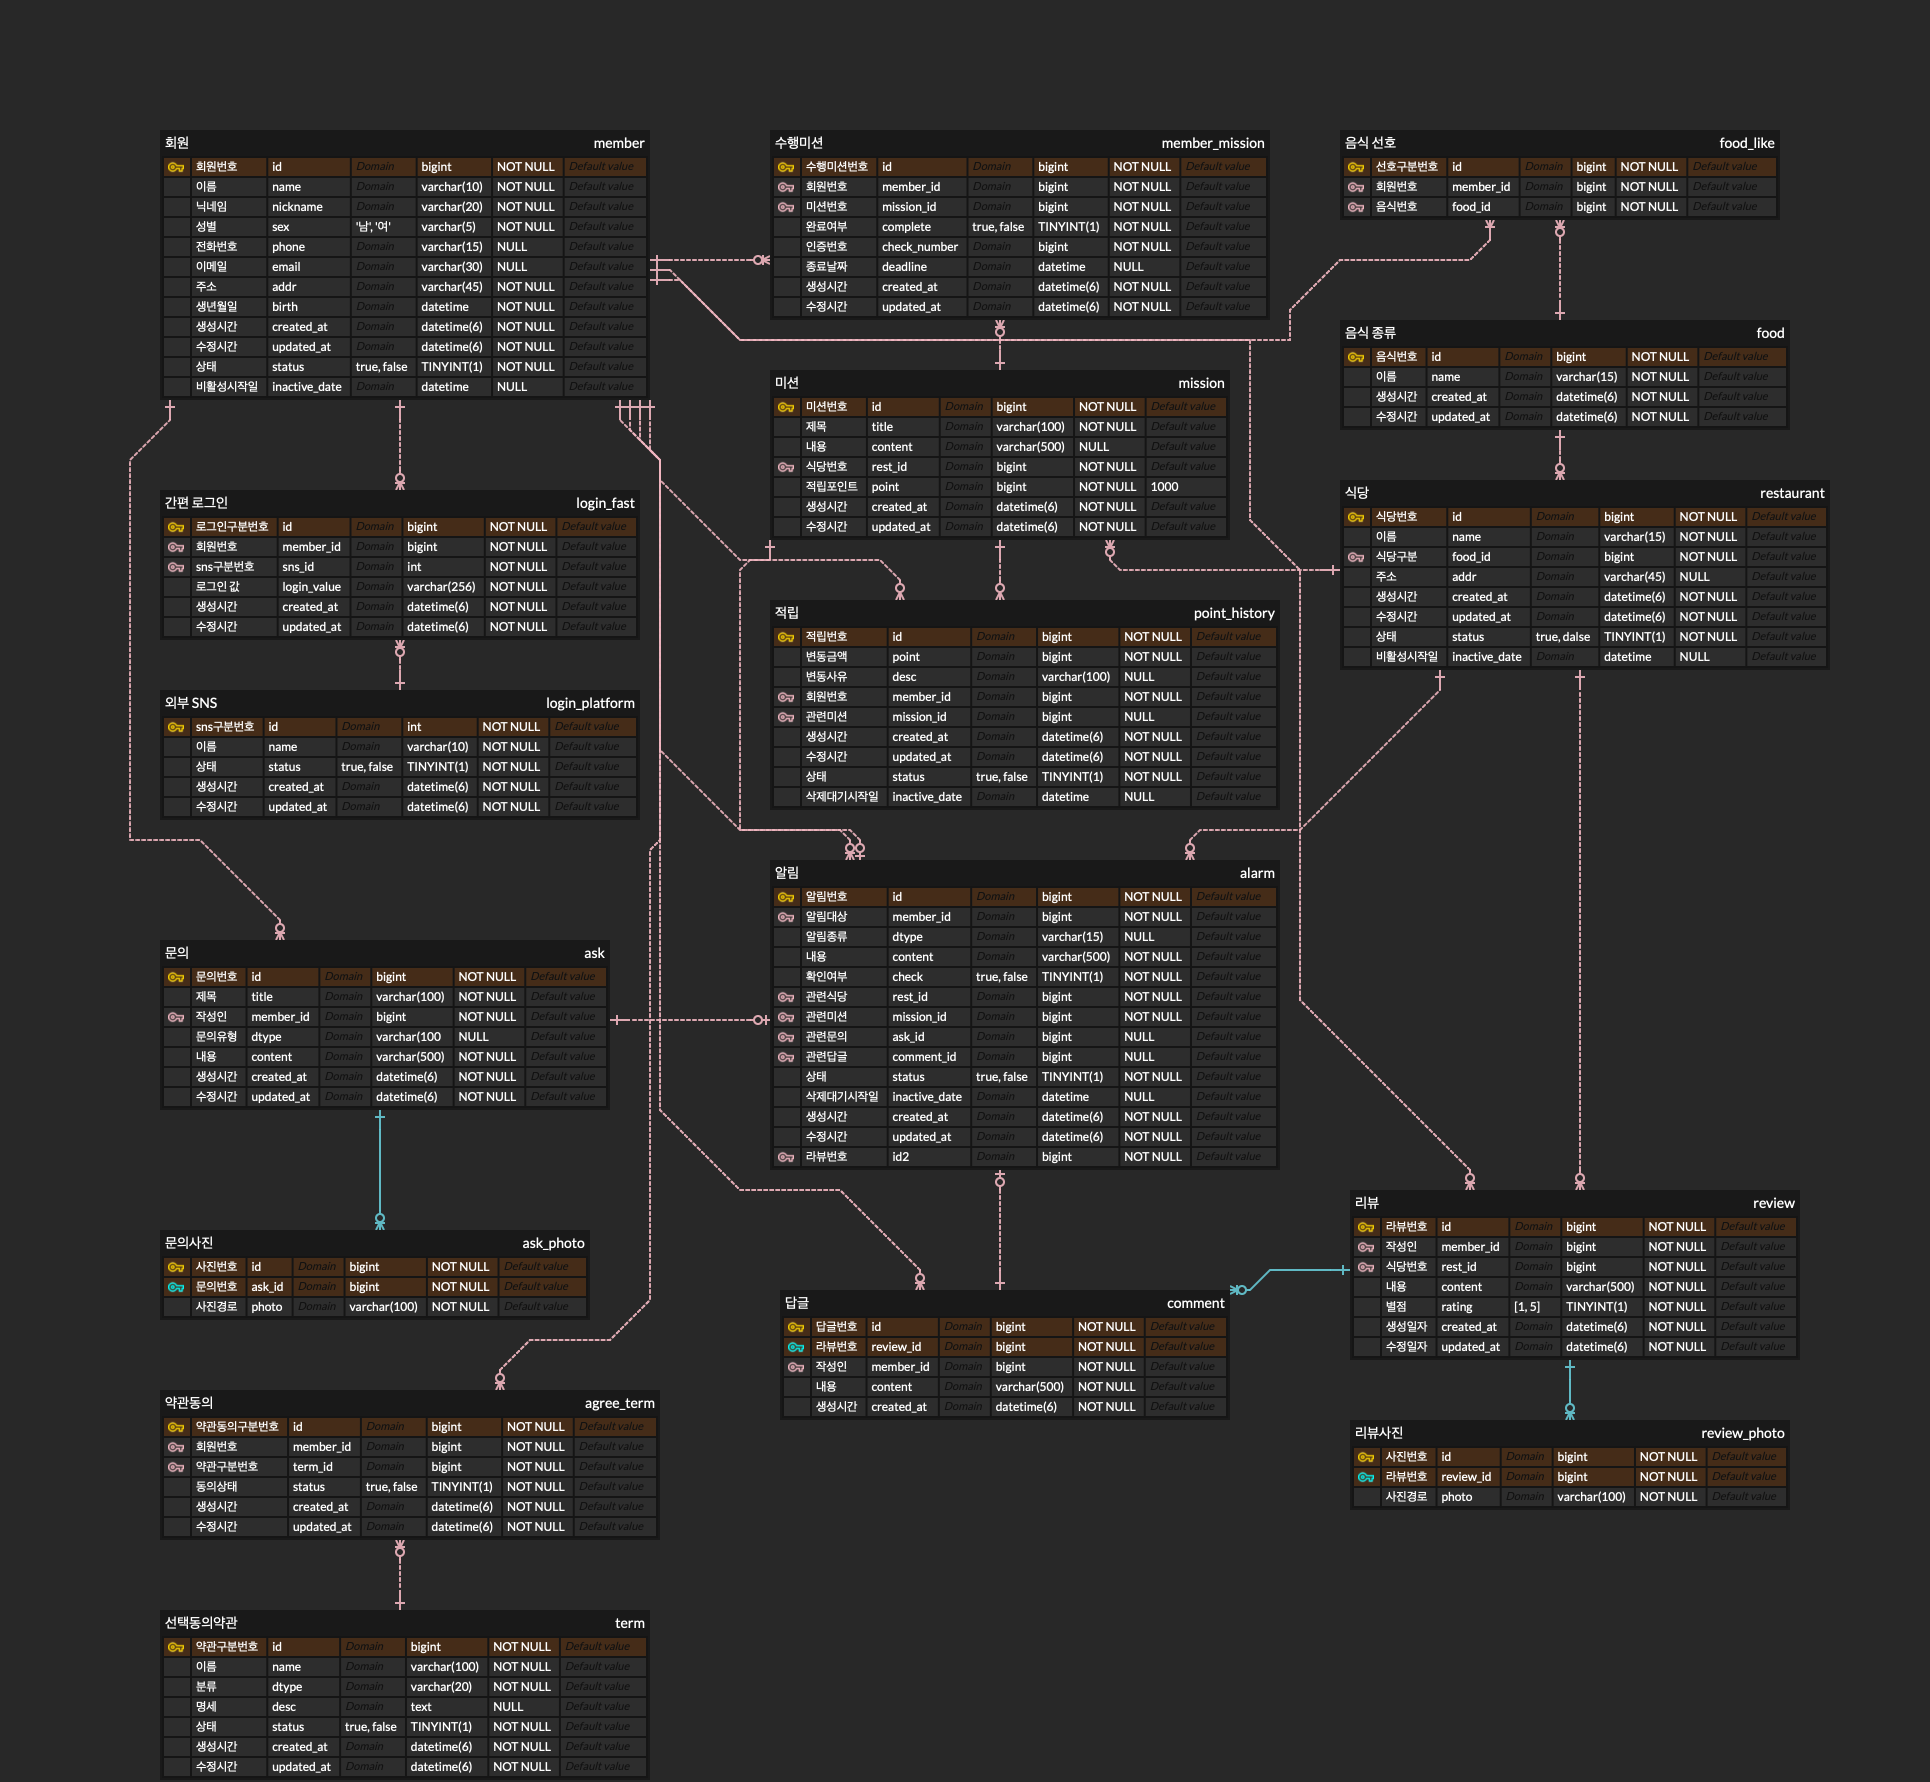 회원 member
회원번호 id Domain bigint NOT NULL Default value
이름 name Domain varchar(10) NOT NULL Default value
닉네임 nickname Domain varchar(20) NOT NULL Default value
성별 sex '남', '여' varchar(5) NOT NULL Default value
전화번호 phone Domain varchar(15) NULL Default value
이메일 email Domain varchar(30) NULL Default value
주소 addr Domain varchar(45) NOT NULL Default value
생년월일 birth Domain datetime NOT NULL Default value
생성시간 created_at Domain datetime(6) NOT NULL Default value
수정시간 updated_at Domain datetime(6) NOT NULL Default value
상태 status true, false TINYINT(1) NOT NULL Default value
비활성시작일 inactive_date Domain datetime NULL Default value
수행미션 member_mission
수행미션번호 id Domain bigint NOT NULL Default value
회원번호 member_id Domain bigint NOT NULL Default value
미션번호 mission_id Domain bigint NOT NULL Default value
완료여부 complete true, false TINYINT(1) NOT NULL Default value
인증번호 check_number Domain bigint NOT NULL Default value
종료날짜 deadline Domain datetime NULL Default value
생성시간 created_at Domain datetime(6) NOT NULL Default value
수정시간 updated_at Domain datetime(6) NOT NULL Default value
음식 선호 food_like
선호구분번호 id Domain bigint NOT NULL Default value
회원번호 member_id Domain bigint NOT NULL Default value
음식번호 food_id Domain bigint NOT NULL Default value
음식 종류 food
음식번호 id Domain bigint NOT NULL Default value
이름 name Domain varchar(15) NOT NULL Default value
생성시간 created_at Domain datetime(6) NOT NULL Default value
수정시간 updated_at Domain datetime(6) NOT NULL Default value
미션 mission
미션번호 id Domain bigint NOT NULL Default value
제목 title Domain varchar(100) NOT NULL Default value
내용 content Domain varchar(500) NULL Default value
식당번호 rest_id Domain bigint NOT NULL Default value
적립포인트 point Domain bigint NOT NULL 1000
생성시간 created_at Domain datetime(6) NOT NULL Default value
수정시간 updated_at Domain datetime(6) NOT NULL Default value
간편 로그인 login_fast
로그인구분번호 id Domain bigint NOT NULL Default value
회원번호 member_id Domain bigint NOT NULL Default value
sns구분번호 sns_id Domain int NOT NULL Default value
로그인 값 login_value Domain varchar(256) NOT NULL Default value
생성시간 created_at Domain datetime(6) NOT NULL Default value
수정시간 updated_at Domain datetime(6) NOT NULL Default value
식당 restaurant
식당번호 id Domain bigint NOT NULL Default value
이름 name Domain varchar(15) NOT NULL Default value
식당구분 food_id Domain bigint NOT NULL Default value
주소 addr Domain varchar(45) NULL Default value
생성시간 created_at Domain datetime(6) NOT NULL Default value
수정시간 updated_at Domain datetime(6) NOT NULL Default value
상태 status true, dalse TINYINT(1) NOT NULL Default value
비활성시작일 inactive_date Domain datetime NULL Default value
적립 point_history
적립번호 id Domain bigint NOT NULL Default value
변동금액 point Domain bigint NOT NULL Default value
변동사유 desc Domain varchar(100) NULL Default value
회원번호 member_id Domain bigint NOT NULL Default value
관련미션 mission_id Domain bigint NULL Default value
생성시간 created_at Domain datetime(6) NOT NULL Default value
수정시간 updated_at Domain datetime(6) NOT NULL Default value
상태 status true, false TINYINT(1) NOT NULL Default value
삭제대기시작일 inactive_date Domain datetime NULL Default value
외부 SNS login_platform
sns구분번호 id Domain int NOT NULL Default value
이름 name Domain varchar(10) NOT NULL Default value
상태 status true, false TINYINT(1) NOT NULL Default value
생성시간 created_at Domain datetime(6) NOT NULL Default value
수정시간 updated_at Domain datetime(6) NOT NULL Default value
알림 alarm
알림번호 id Domain bigint NOT NULL Default value
알림대상 member_id Domain bigint NOT NULL Default value
알림종류 dtype Domain varchar(15) NULL Default value
내용 content Domain varchar(500) NOT NULL Default value
확인여부 check true, false TINYINT(1) NOT NULL Default value
관련식당 rest_id Domain bigint NOT NULL Default value
관련미션 mission_id Domain bigint NOT NULL Default value
관련문의 ask_id Domain bigint NULL Default value
관련답글 comment_id Domain bigint NULL Default value
상태 status true, false TINYINT(1) NOT NULL Default value
삭제대기시작일 inactive_date Domain datetime NULL Default value
생성시간 created_at Domain datetime(6) NOT NULL Default value
수정시간 updated_at Domain datetime(6) NOT NULL Default value
라뷰번호 id2 Domain bigint NOT NULL Default value
문의 ask
문의번호 id Domain bigint NOT NULL Default value
제목 title Domain varchar(100) NOT NULL Default value
작성인 member_id Domain bigint NOT NULL Default value
문의유형 dtype Domain varchar(100 NULL Default value
내용 content Domain varchar(500) NOT NULL Default value
생성시간 created_at Domain datetime(6) NOT NULL Default value
수정시간 updated_at Domain datetime(6) NOT NULL Default value
문의사진 ask_photo
사진번호 id Domain bigint NOT NULL Default value
문의번호 ask_id Domain bigint NOT NULL Default value
사진경로 photo Domain varchar(100) NOT NULL Default value
리뷰 review
라뷰번호 id Domain bigint NOT NULL Default value
작성인 member_id Domain bigint NOT NULL Default value
식당번호 rest_id Domain bigint NOT NULL Default value
내용 content Domain varchar(500) NOT NULL Default value
별점 rating [1, 5] TINYINT(1) NOT NULL Default value
생성일자 created_at Domain datetime(6) NOT NULL Default value
수정일자 updated_at Domain datetime(6) NOT NULL Default value
답글 comment
답글번호 id Domain bigint NOT NULL Default value
라뷰번호 review_id Domain bigint NOT NULL Default value
작성인 member_id Domain bigint NOT NULL Default value
내용 content Domain varchar(500) NOT NULL Default value
생성시간 created_at Domain datetime(6) NOT NULL Default value
약관동의 agree_term
약관동의구분번호 id Domain bigint NOT NULL Default value
회원번호 member_id Domain bigint NOT NULL Default value
약관구분번호 term_id Domain bigint NOT NULL Default value
동의상태 status true, false TINYINT(1) NOT NULL Default value
생성시간 created_at Domain datetime(6) NOT NULL Default value
수정시간 updated_at Domain datetime(6) NOT NULL Default value
리뷰사진 review_photo
사진번호 id Domain bigint NOT NULL Default value
라뷰번호 review_id Domain bigint NOT NULL Default value
사진경로 photo Domain varchar(100) NOT NULL Default value
선택동의약관 term
약관구분번호 id Domain bigint NOT NULL Default value
이름 name Domain varchar(100) NOT NULL Default value
분류 dtype Domain varchar(20) NOT NULL Default value
명세 desc Domain text NULL Default value
상태 status true, false TINYINT(1) NOT NULL Default value
생성시간 created_at Domain datetime(6) NOT NULL Default value
수정시간 updated_at Domain datetime(6) NOT NULL Default value